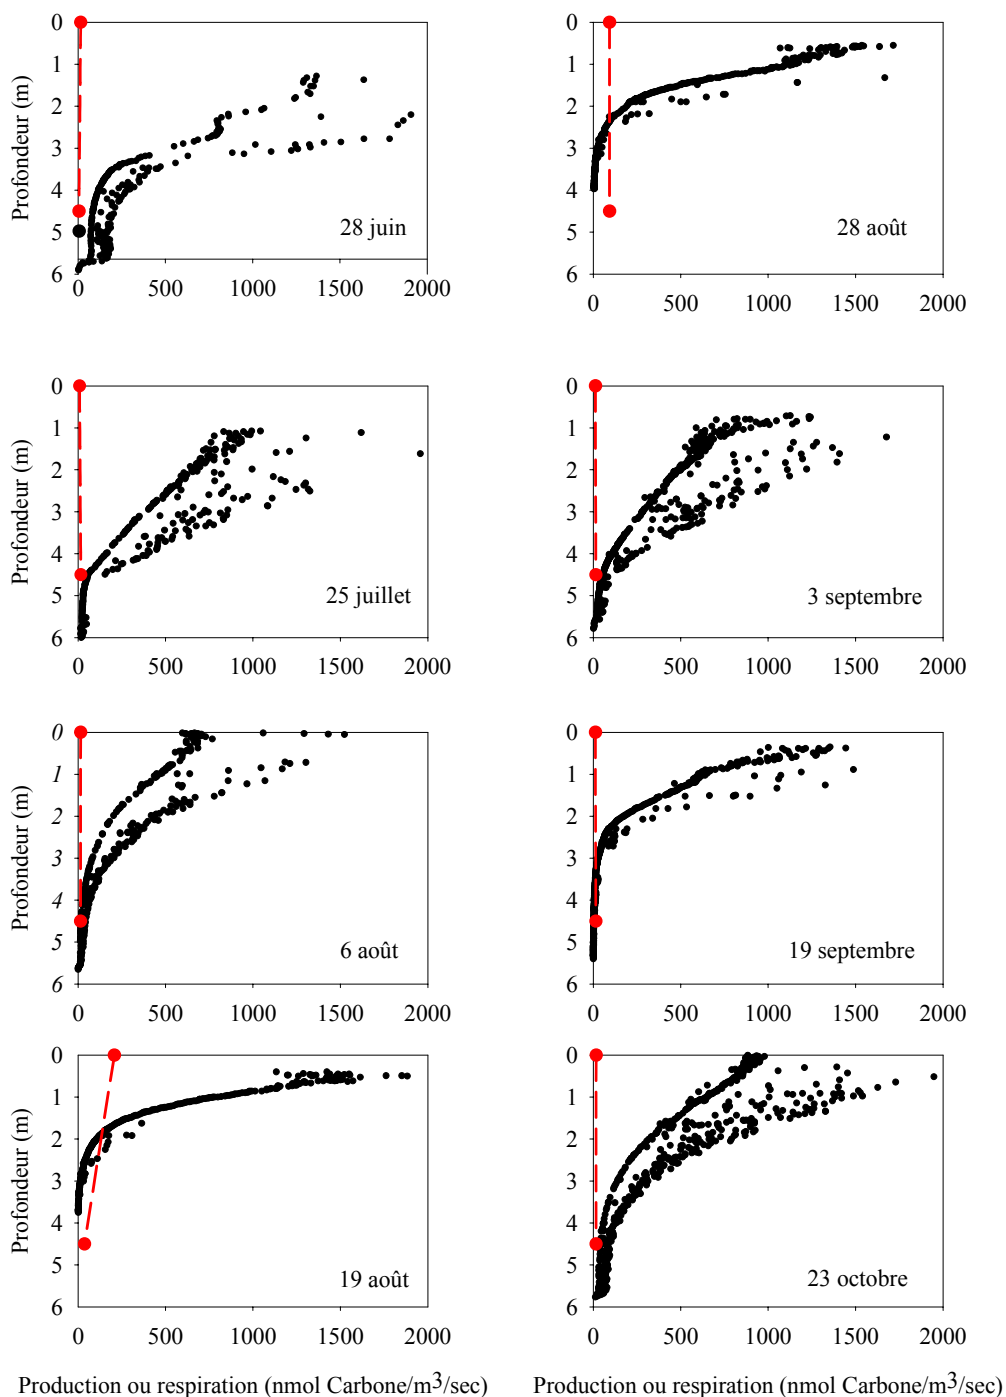 0
1
2
3
4
5
6
Profondeur (m)
28 juin
0 500 1000 1500 2000
0
1
2
3
4
5
6
28 août
0 500 1000 1500 2000
0
1
2
3
4
5
6
Profondeur (m)
25 juillet
0 500 1000 1500 2000
0
1
2
3
4
5
6
3 septembre
0 500 1000 1500 2000
0
1
2
3
4
5
6
Profondeur (m)
6 août
0 500 1000 1500 2000
0
1
2
3
4
5
6
19 septembre
0 500 1000 1500 2000
0
1
2
3
4
5
6
Profondeur (m)
19 août
0 500 1000 1500 2000
0
1
2
3
4
5
6
23 octobre
0 500 1000 1500 2000
Production ou respiration (nmol Carbone/m3/sec)
Production ou respiration (nmol Carbone/m3/sec)